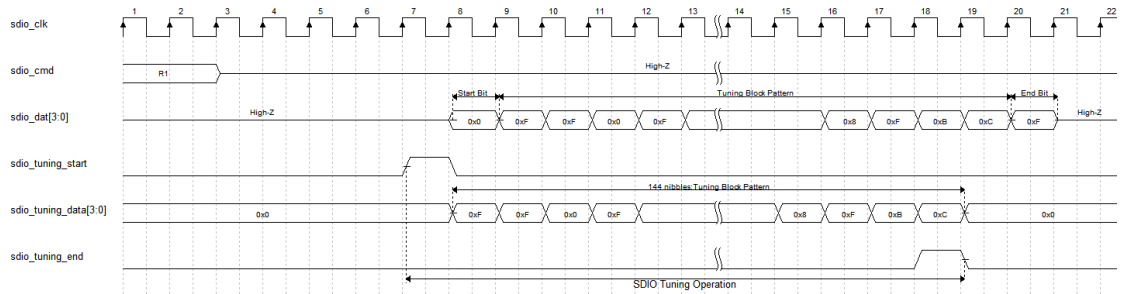 1 2 3 4 5 6 7 8 9 10 11 12 13 14 15 16 17 18 19 20 21 22
sdio_clk
sdio_cmd R1 High-Z
Start Bit Tuning Block Pattern End Bit
sdio_dat[3:0] High-Z 0x0 0xF 0xF 0x0 0xF 0x8 0xF 0xB 0xC 0xF High-Z
sdio_tuning_start
144 nibbles Tuning Block Pattern
sdio_tuning_data[3:0] 0x0 0xF 0xF 0x0 0xF 0x8 0xF 0xB 0xC 0x0
sdio_tuning_end
SDIO Tuning Operation